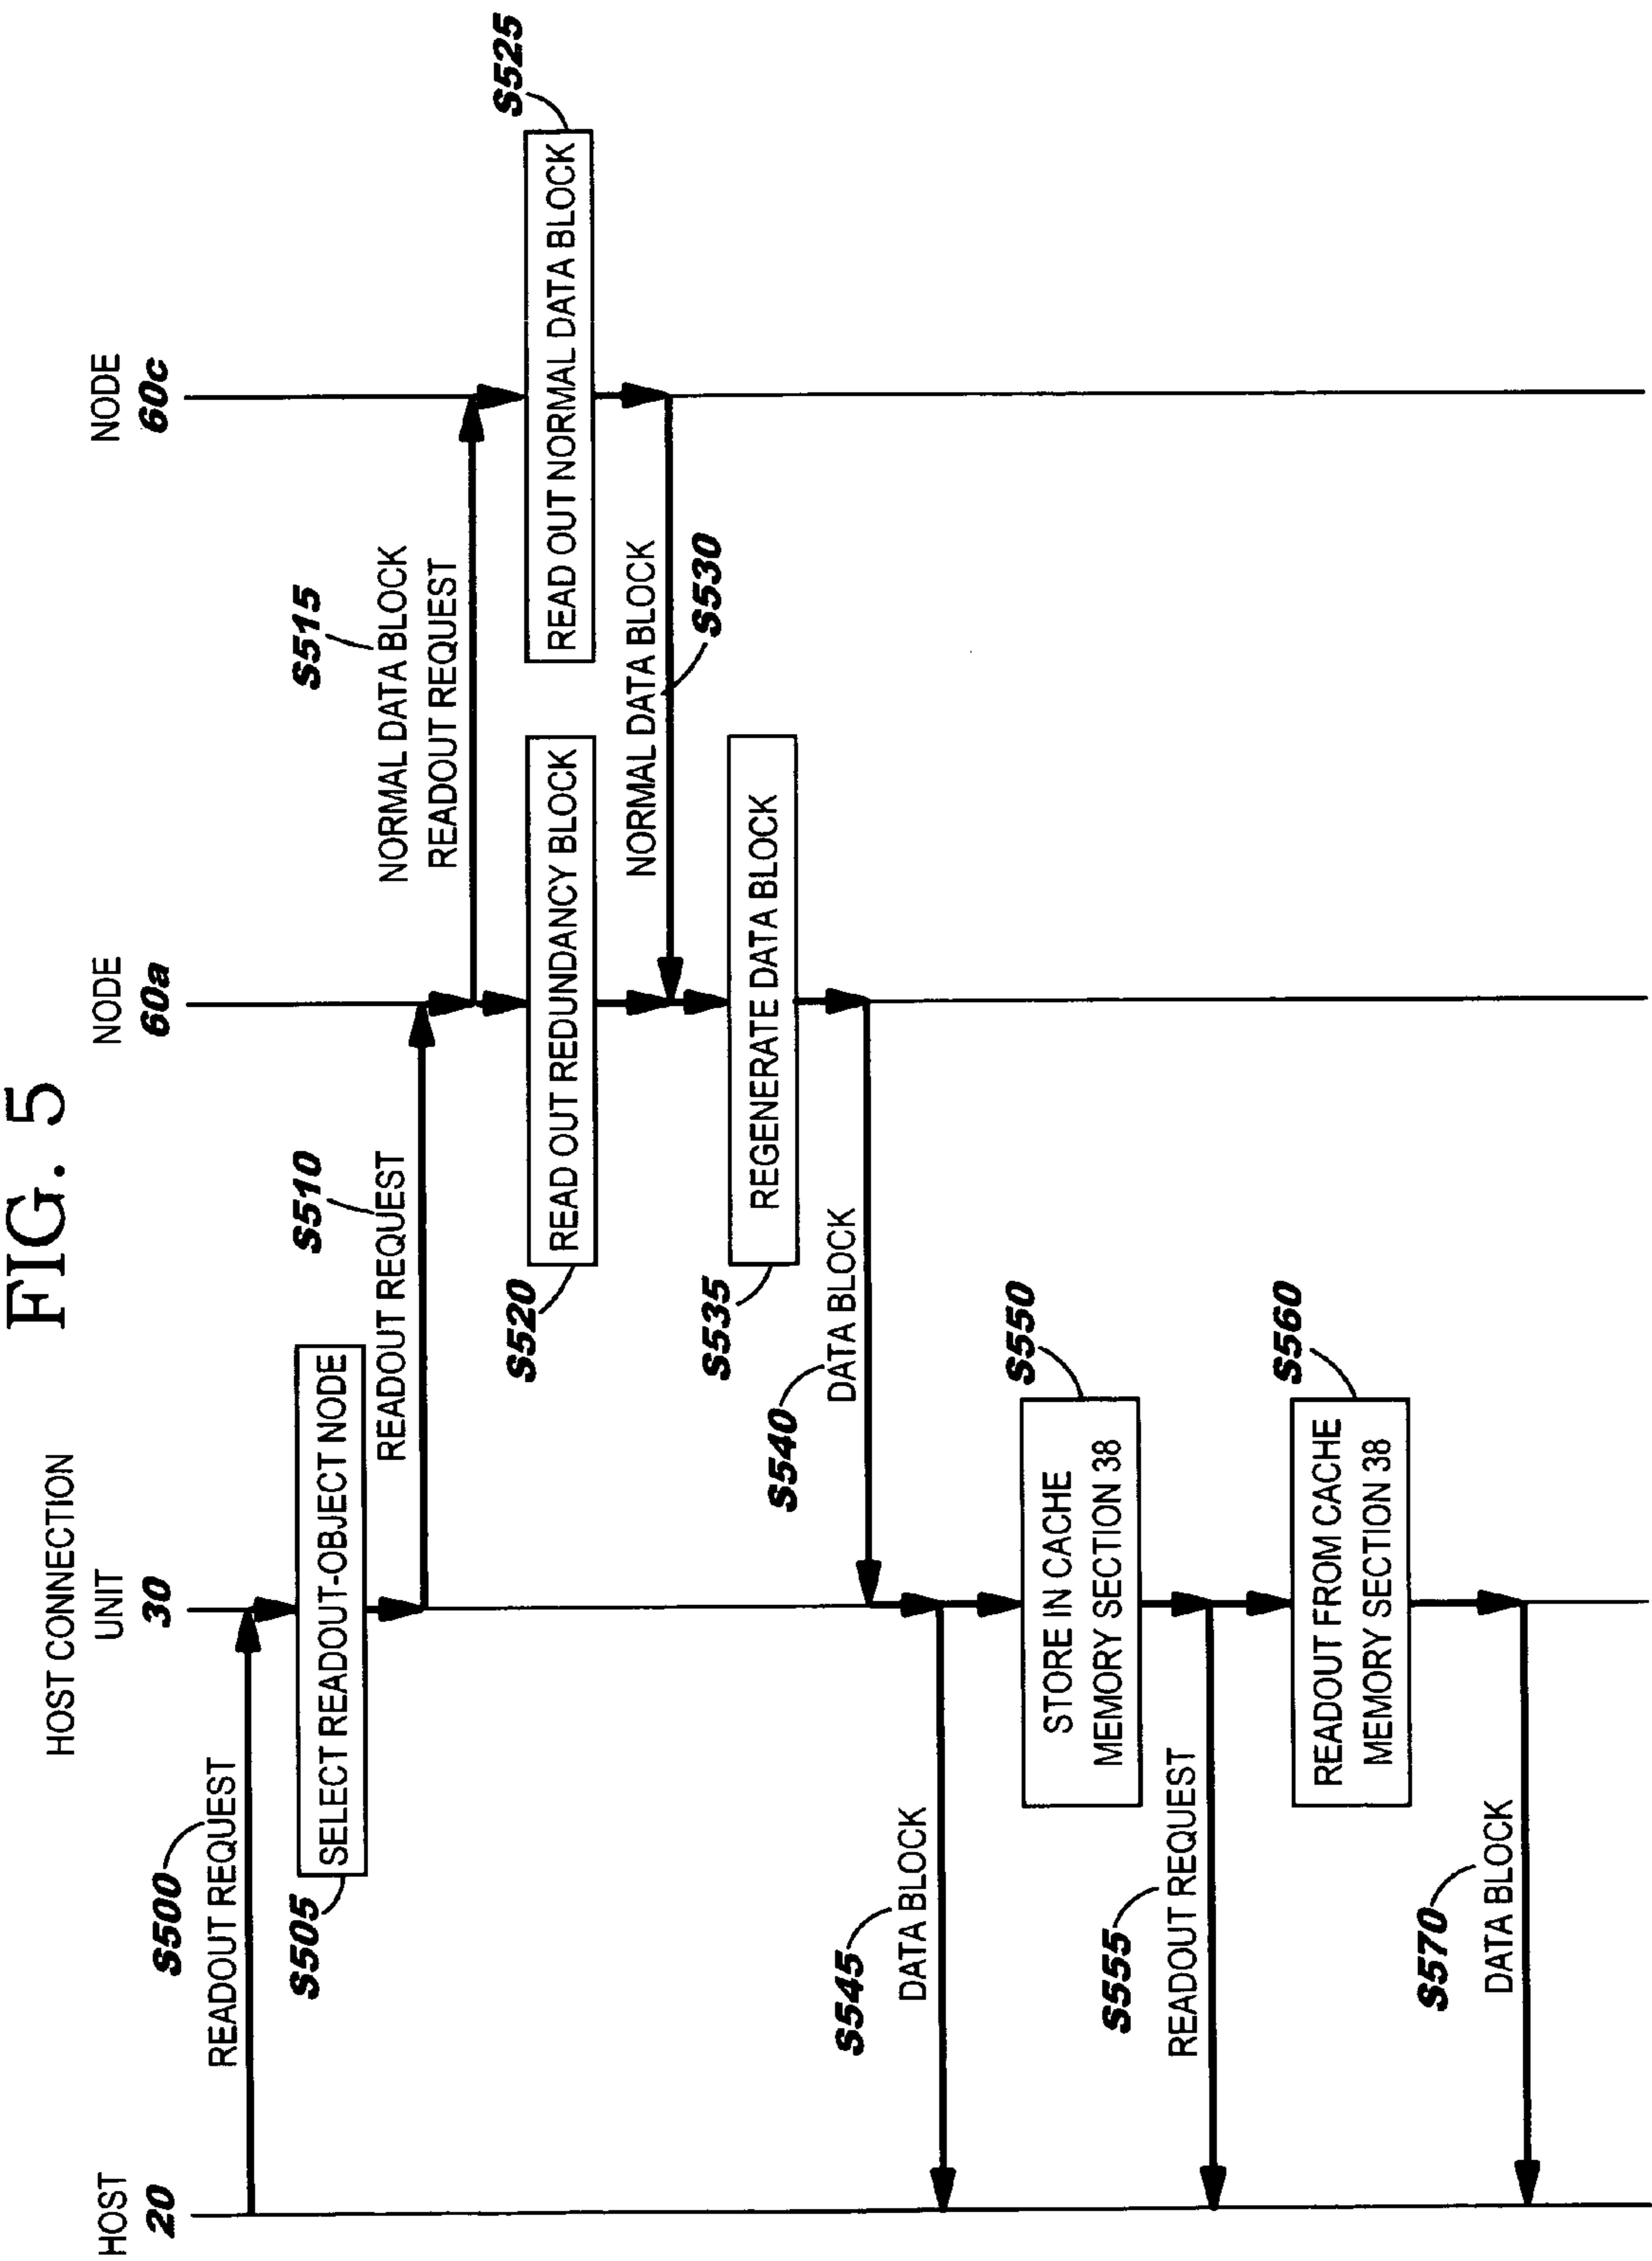 FIG. 5
HOST
20
HOST CONNECTION
UNIT
30
NODE
60a
NODE
60c
S500
READOUT REQUEST
S505
SELECT READOUT-OBJECT NODE
S510
READOUT REQUEST
S515
NORMAL DATA BLOCK
READOUT REQUEST
S520
READ OUT REDUNDANCY BLOCK
S525
READ OUT NORMAL DATA BLOCK
NORMAL DATA BLOCK
S530
S535
REGENERATE DATA BLOCK
S540
DATA BLOCK
S545
DATA BLOCK
S550
STORE IN CACHE
MEMORY SECTION 38
S555
READOUT REQUEST
S560
READOUT FROM CACHE
MEMORY SECTION 38
S570
DATA BLOCK